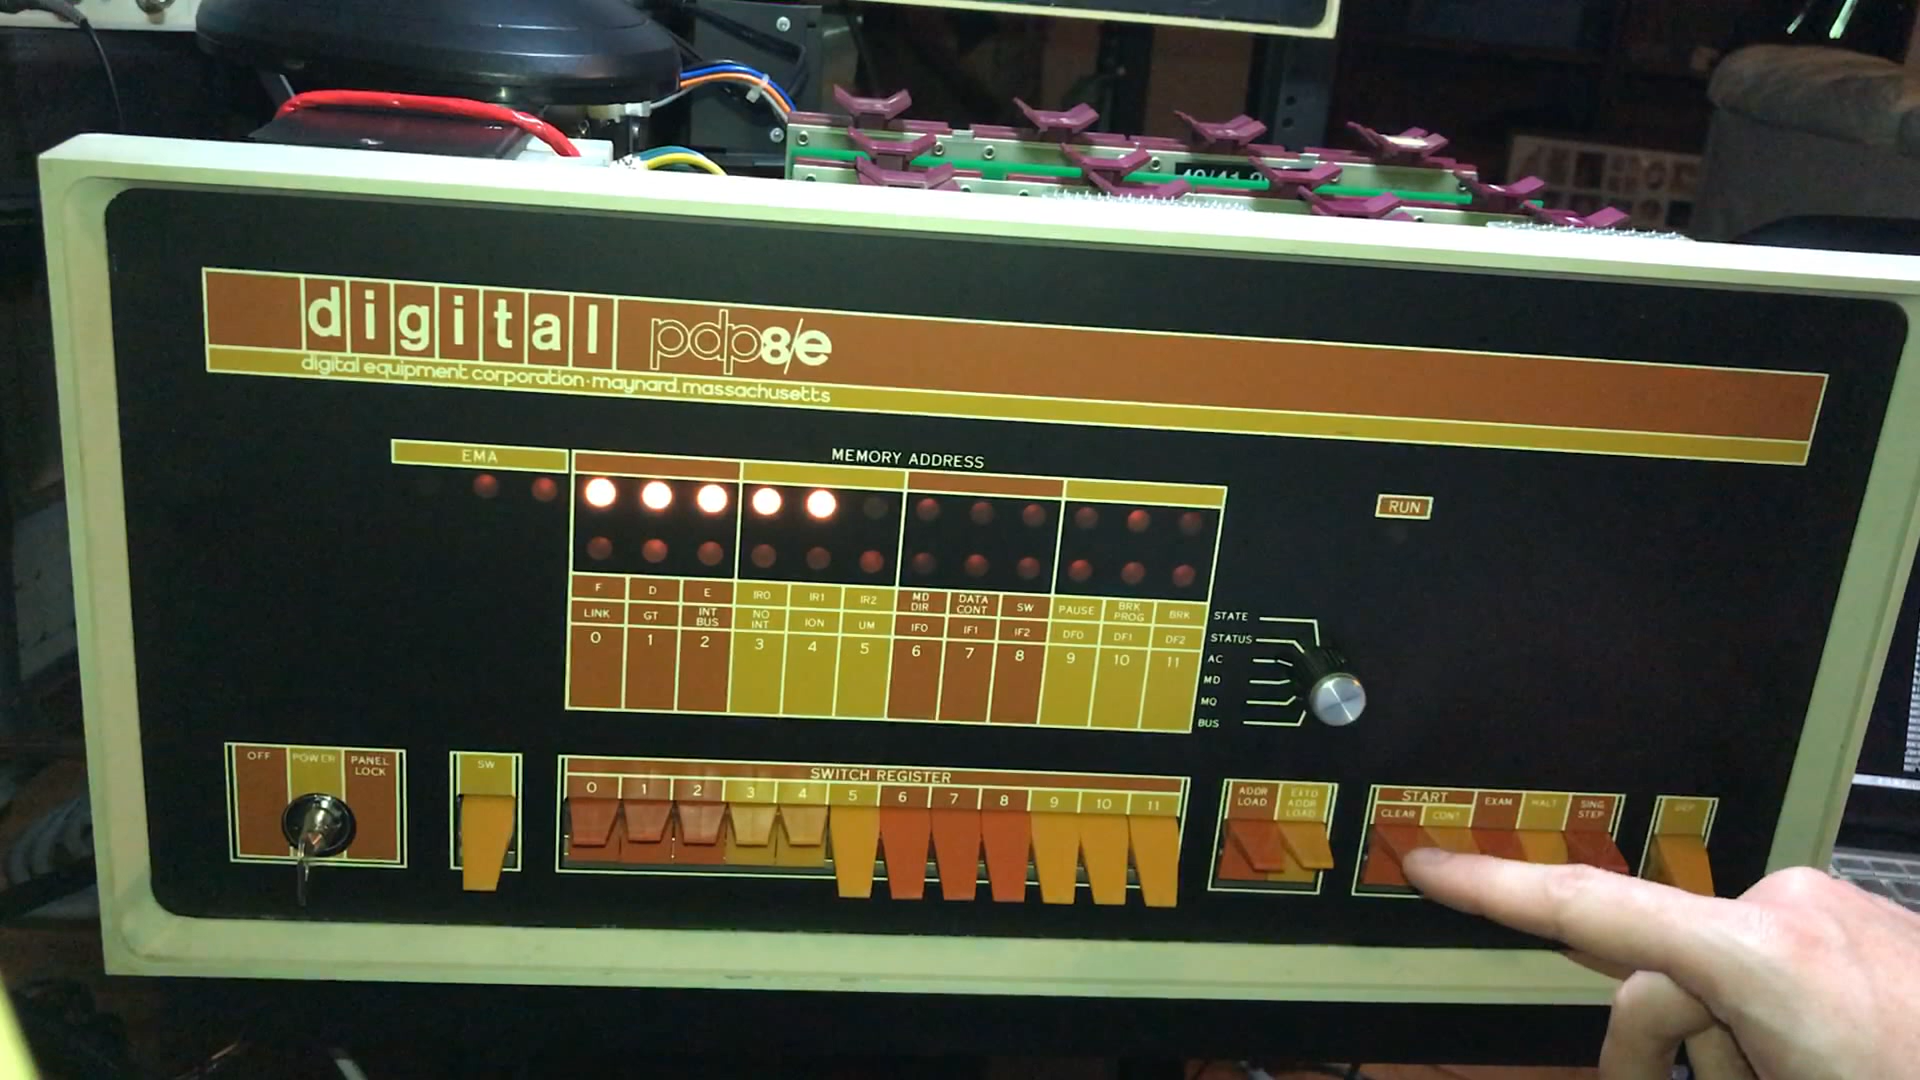 digital pdp8/e
digital equipment corporation · maynard, massachusetts
EMA
MEMORY ADDRESS
RUN
F D E IR0 IR1 IR2 MD DIR DATA CONT SW PAUSE BRK PROG BRK
LINK GT INT BUS NO INT ION UM IF0 IF1 IF2 DF0 DF1 DF2
0 1 2 3 4 5 6 7 8 9 10 11
STATE
STATUS
AC
MD
MQ
BUS
OFF POWER PANEL LOCK
SW
SWITCH REGISTER
0 1 2 3 4 5 6 7 8 9 10 11
ADDR LOAD
EXTD ADDR LOAD
START
CLEAR CONT EXAM HALT SING STEP
DEP